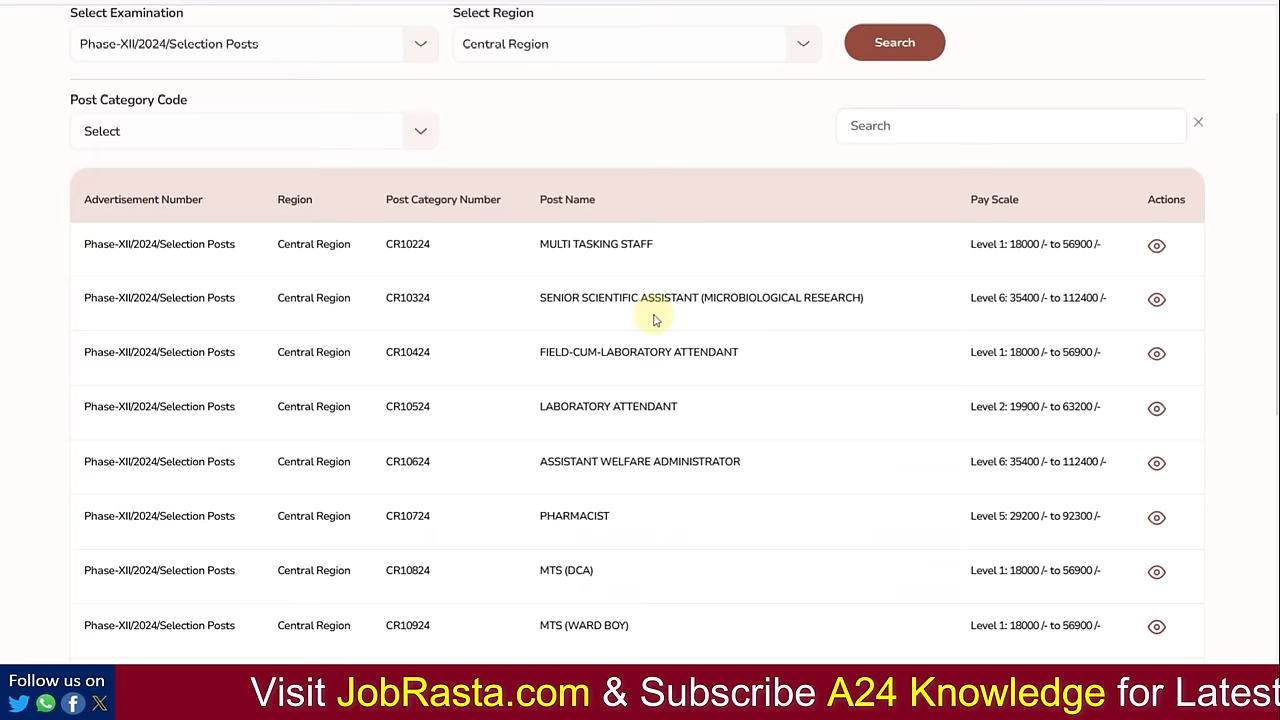 Select Examination Select Region
Phase-XII/2024/Selection Posts Central Region Search
Post Category Code
Select Search
Advertisement Number Region Post Category Number Post Name Pay Scale Actions
Phase-XII/2024/Selection Posts Central Region CR10224 MULTI TASKING STAFF Level 1: 18000 /- to 56900 /-
Phase-XII/2024/Selection Posts Central Region CR10324 SENIOR SCIENTIFIC ASSISTANT (MICROBIOLOGICAL RESEARCH) Level 6: 35400 /- to 112400 /-
Phase-XII/2024/Selection Posts Central Region CR10424 FIELD-CUM-LABORATORY ATTENDANT Level 1: 18000 /- to 56900 /-
Phase-XII/2024/Selection Posts Central Region CR10524 LABORATORY ATTENDANT Level 2: 19900 /- to 63200 /-
Phase-XII/2024/Selection Posts Central Region CR10624 ASSISTANT WELFARE ADMINISTRATOR Level 6: 35400 /- to 112400 /-
Phase-XII/2024/Selection Posts Central Region CR10724 PHARMACIST Level 5: 29200 /- to 92300 /-
Phase-XII/2024/Selection Posts Central Region CR10824 MTS (DCA) Level 1: 18000 /- to 56900 /-
Phase-XII/2024/Selection Posts Central Region CR10924 MTS (WARD BOY) Level 1: 18000 /- to 56900 /-
Follow us on
Visit JobRasta.com & Subscribe A24 Knowledge for Latest